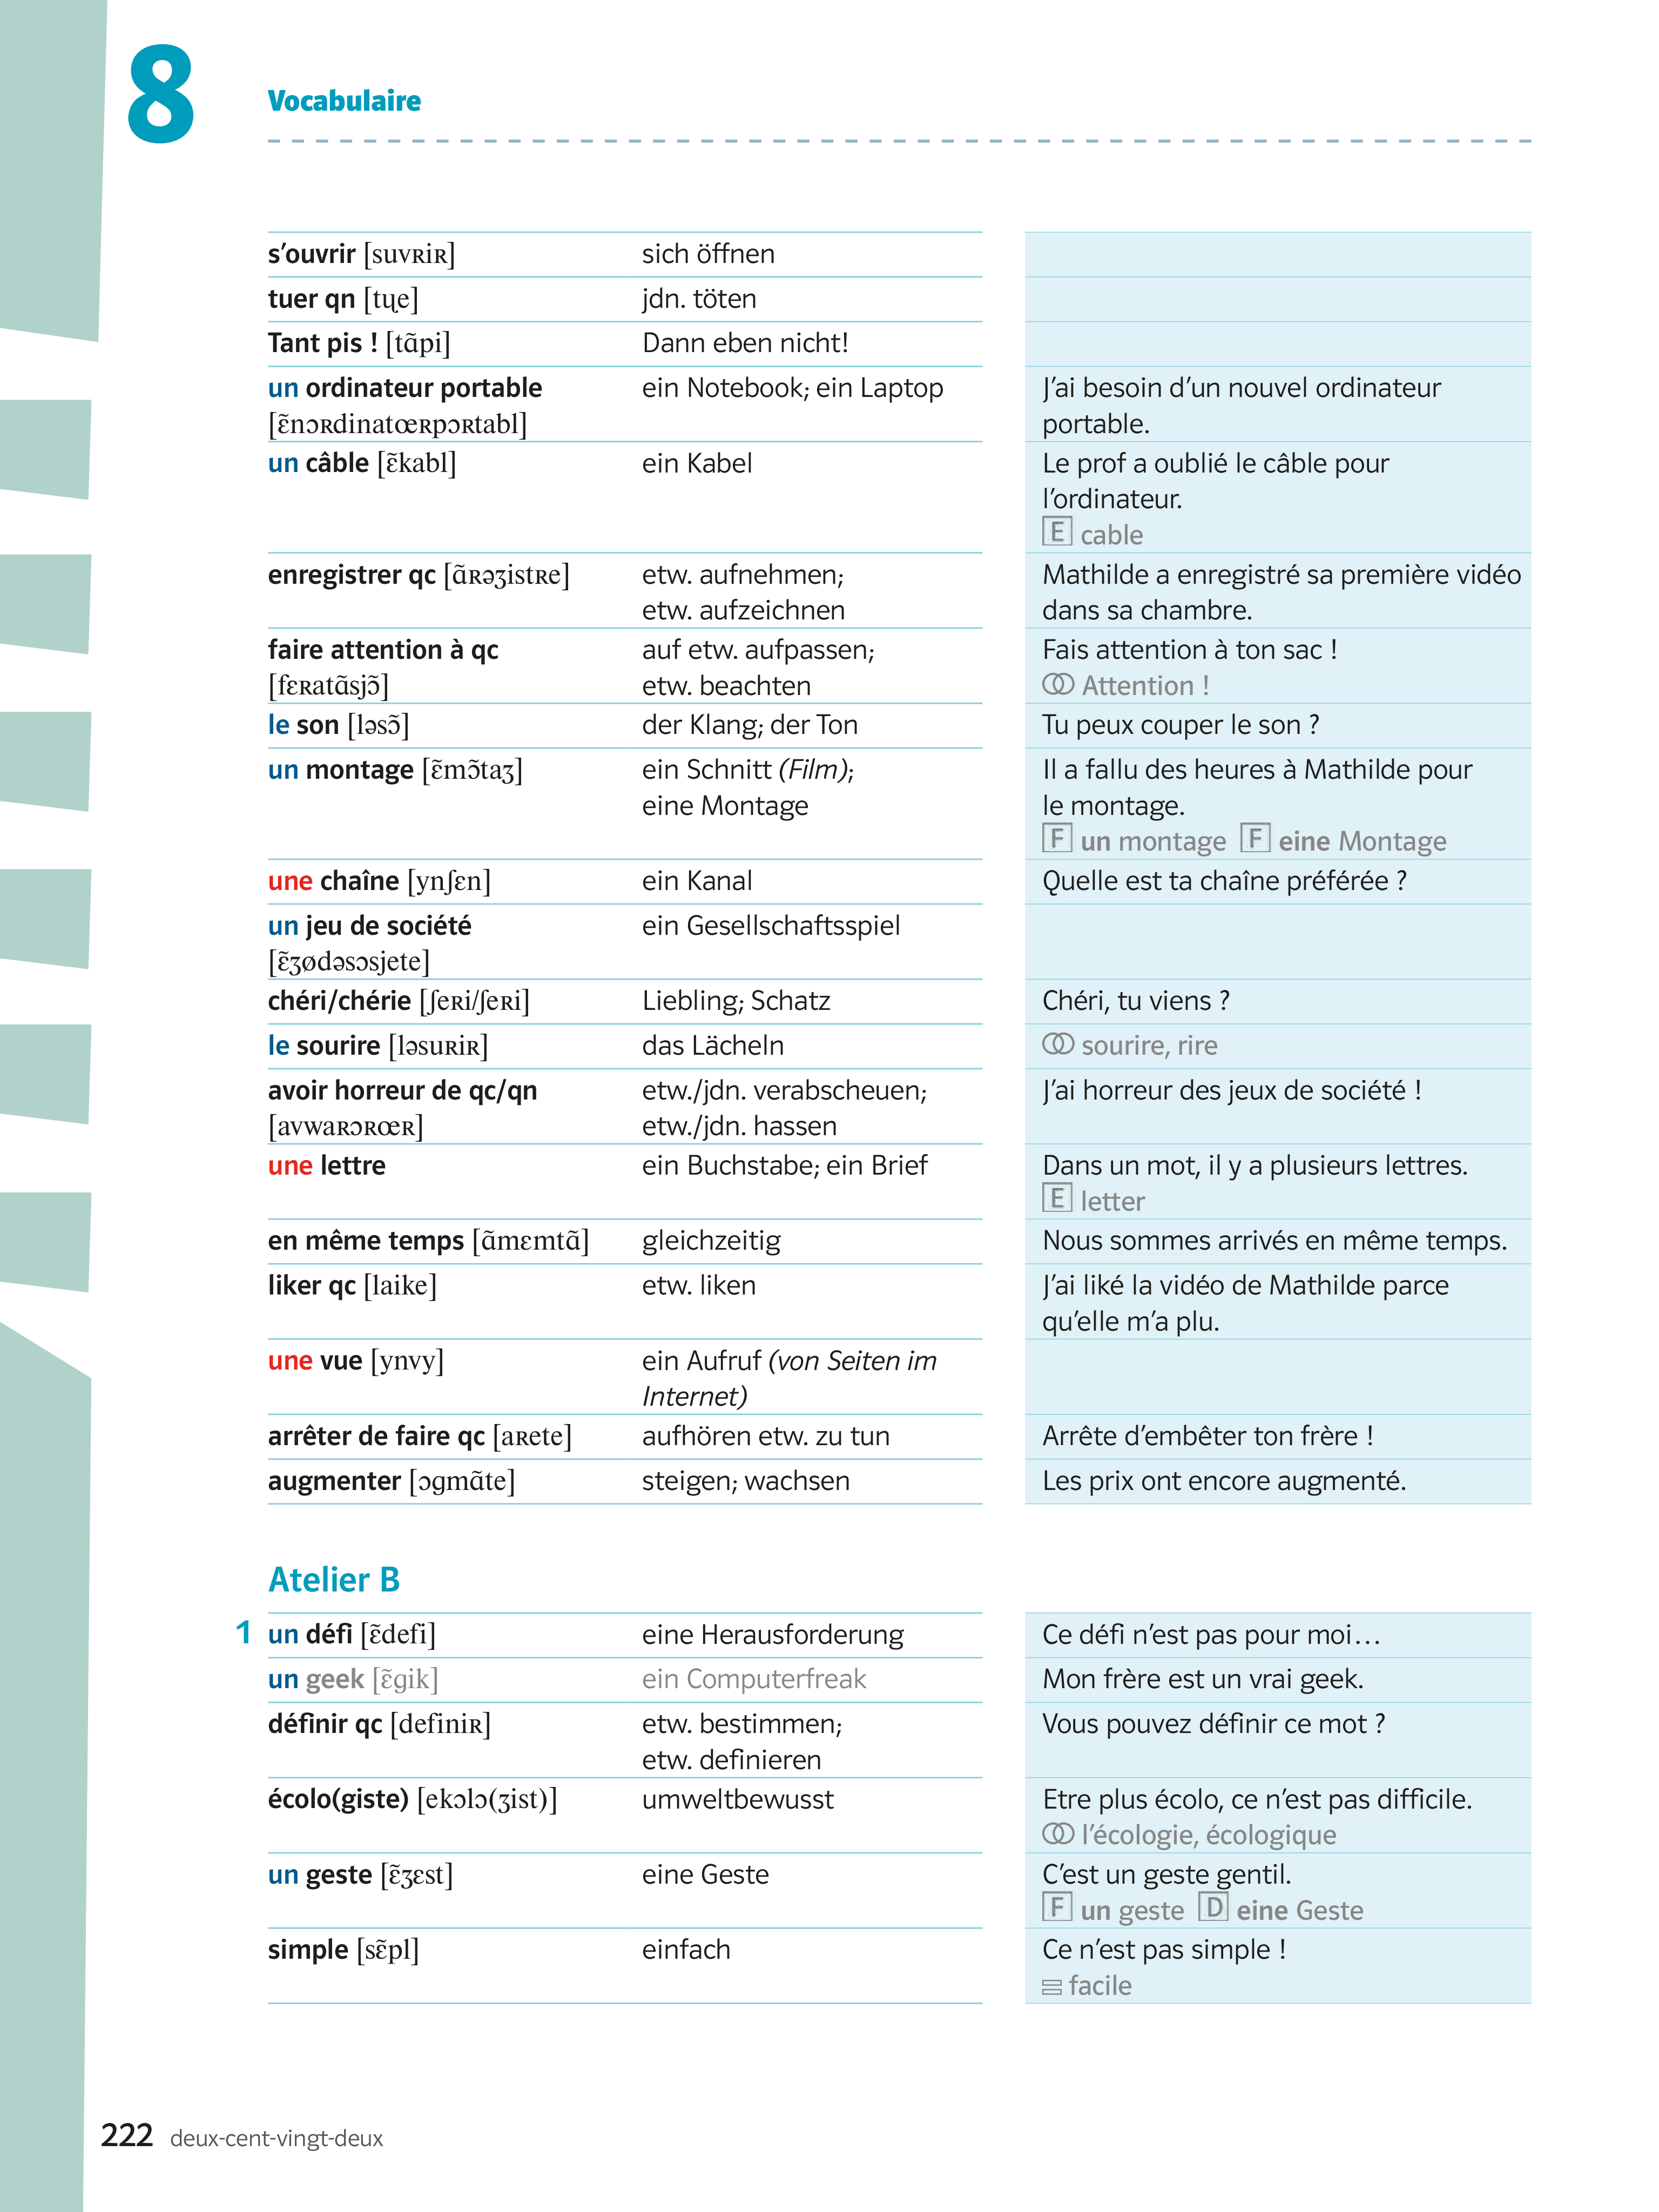 8
Vocabulaire
s’ouvrir [suvʀiʀ] sich öffnen
tuer qn [tɥe] jdn. töten
Tant pis ! [tɑ̃pi] Dann eben nicht!
un ordinateur portable ein Notebook; ein Laptop J’ai besoin d’un nouvel ordinateur
[ɛ̃nɔʀdinatœʀpɔʀtabl] portable.
un câble [ɛ̃kabl] ein Kabel Le prof a oublié le câble pour
l’ordinateur.
E cable
enregistrer qc [ɑ̃ʀəʒistʀe] etw. aufnehmen; Mathilde a enregistré sa première vidéo
etw. aufzeichnen dans sa chambre.
faire attention à qc auf etw. aufpassen; Fais attention à ton sac !
[fɛʀatɑ̃sjɔ̃] etw. beachten Attention !
le son [ləsɔ̃] der Klang; der Ton Tu peux couper le son ?
un montage [ɛ̃mɔ̃taʒ] ein Schnitt (Film); Il a fallu des heures à Mathilde pour
eine Montage le montage.
F un montage F eine Montage
une chaîne [ynʃɛn] ein Kanal Quelle est ta chaîne préférée ?
un jeu de société ein Gesellschaftsspiel
[ɛ̃ʒødəsɔsjete]
chéri/chérie [ʃeʀi/ʃeʀi] Liebling; Schatz Chéri, tu viens ?
le sourire [ləsuʀiʀ] das Lächeln sourire, rire
avoir horreur de qc/qn etw./jdn. verabscheuen; J’ai horreur des jeux de société !
[avwaʀɔʀœʀ] etw./jdn. hassen
une lettre ein Buchstabe; ein Brief Dans un mot, il y a plusieurs lettres.
E letter
en même temps [ɑ̃mɛmtɑ̃] gleichzeitig Nous sommes arrivés en même temps.
liker qc [laike] etw. liken J’ai liké la vidéo de Mathilde parce
qu’elle m’a plu.
une vue [ynvy] ein Aufruf (von Seiten im
Internet)
arrêter de faire qc [aʀete] aufhören etw. zu tun Arrête d’embêter ton frère !
augmenter [ɔgmɑ̃te] steigen; wachsen Les prix ont encore augmenté.
Atelier B
1 un défi [ɛ̃defi] eine Herausforderung Ce défi n’est pas pour moi…
un geek [ɛ̃gik] ein Computerfreak Mon frère est un vrai geek.
définir qc [definiʀ] etw. bestimmen; Vous pouvez définir ce mot ?
etw. definieren
écolo(giste) [ekɔlɔ(ʒist)] umweltbewusst Etre plus écolo, ce n’est pas difficile.
l’écologie, écologique
un geste [ɛ̃ʒɛst] eine Geste C’est un geste gentil.
F un geste D eine Geste
simple [sɛ̃pl] einfach Ce n’est pas simple !
facile
222 deux-cent-vingt-deux